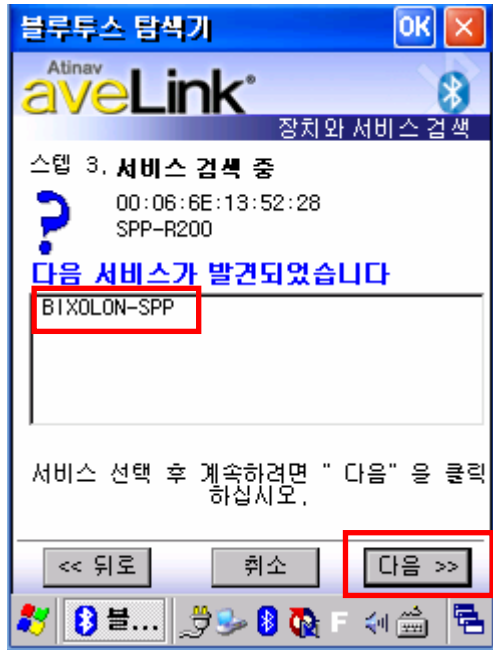 블루투스 탐색기 OK
Atinav
aveLink®
장치와 서비스 검색
스텝 3. 서비스 검색 중
00:06:6E:13:52:28
SPP-R200
다음 서비스가 발견되었습니다
BIXOLON-SPP
서비스 선택 후 계속하려면 " 다음" 을 클릭
하십시오.
<< 뒤로 취소 다음 >>
블... F